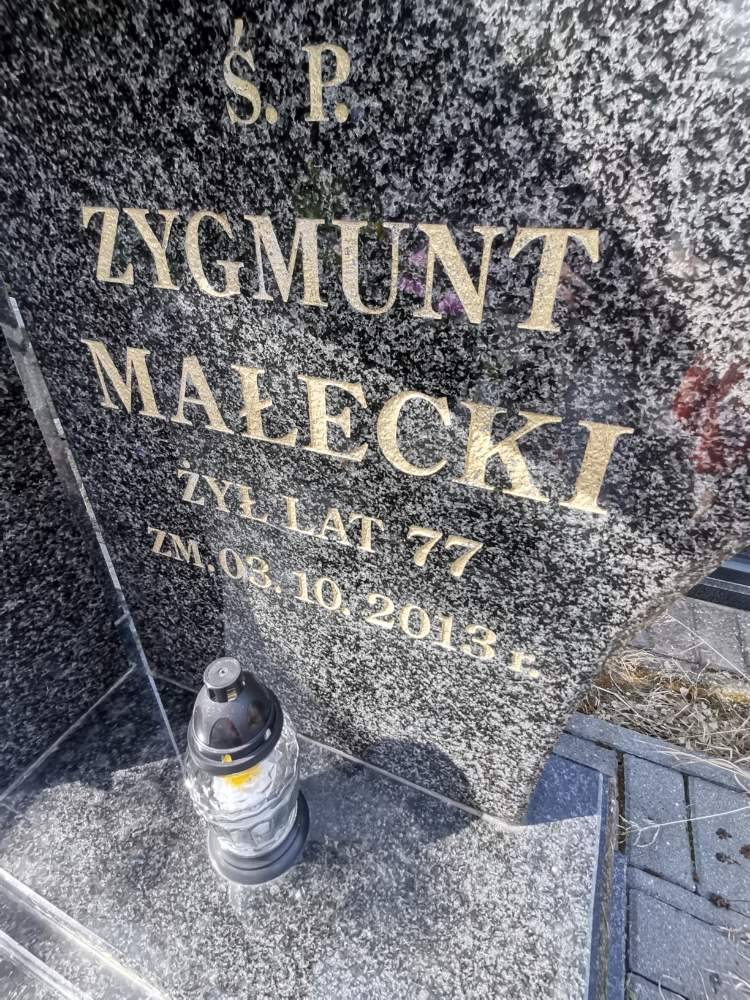 Ś. P.
ZYGMUNT
MAŁECKI
ŻYŁ LAT 77
ZM. 03. 10. 2013 r.